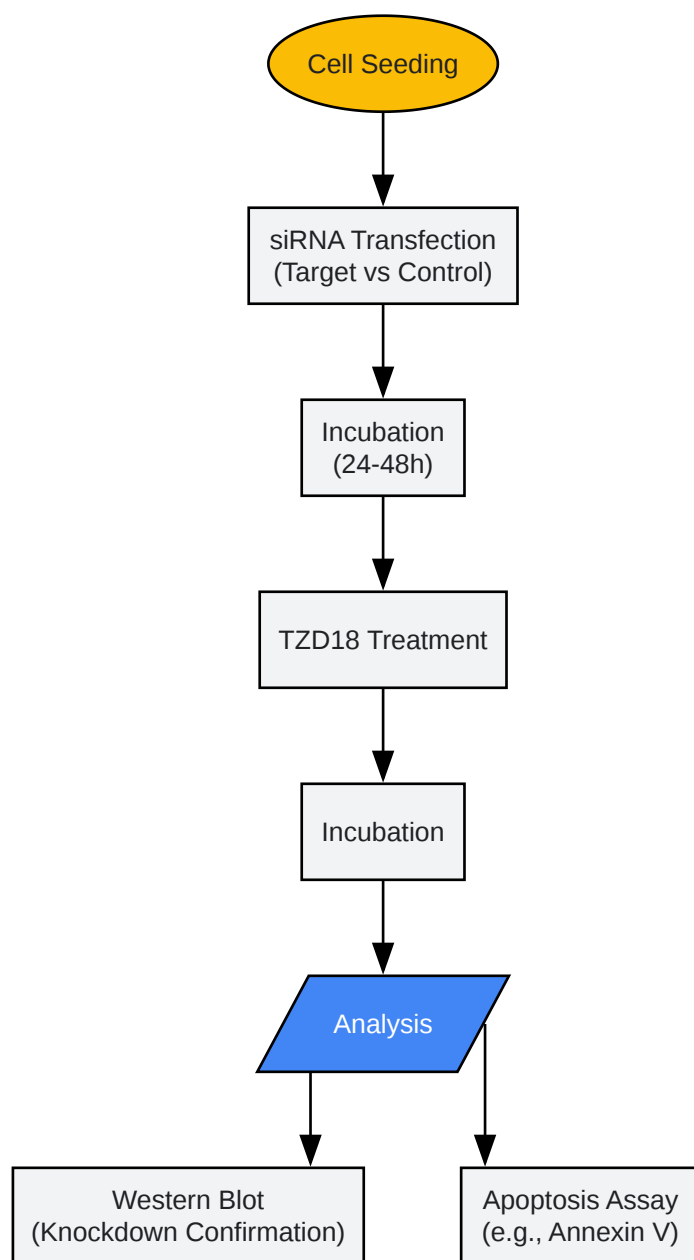 Cell Seeding
siRNA Transfection
(Target vs Control)
Incubation
(24-48h)
TZD18 Treatment
Incubation
Analysis
Western Blot
(Knockdown Confirmation)
Apoptosis Assay
(e.g., Annexin V)